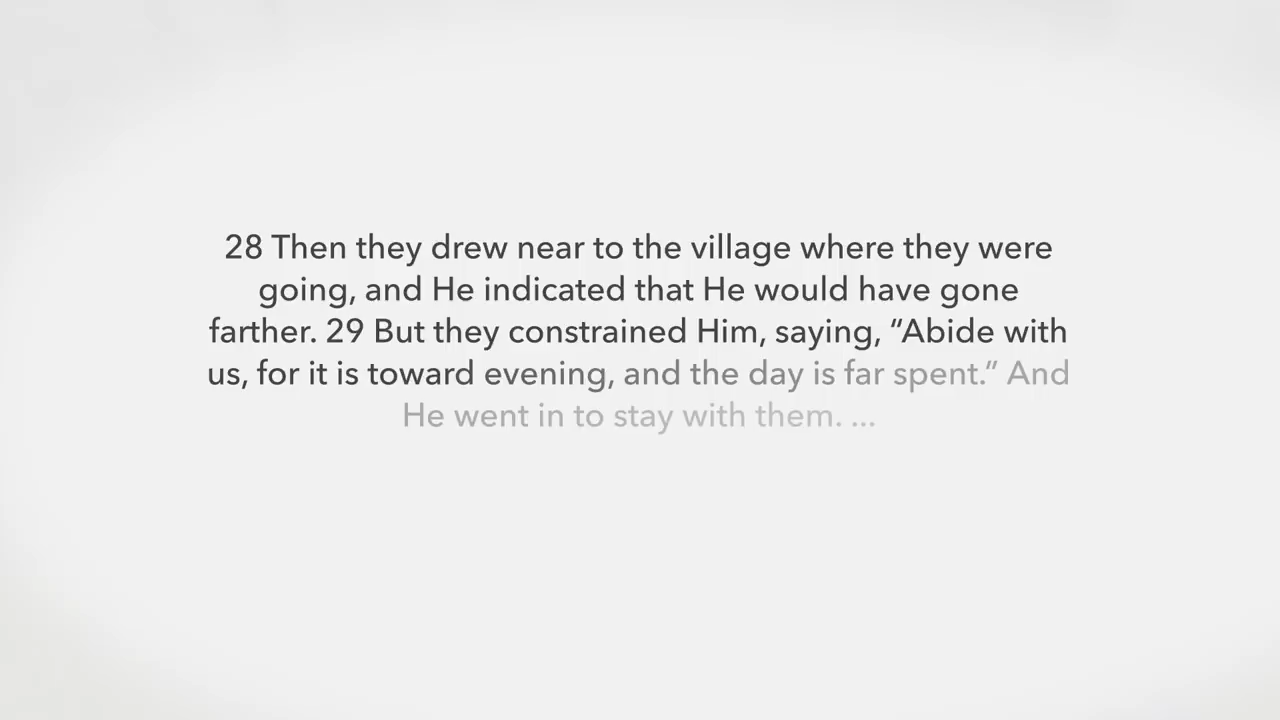 28 Then they drew near to the village where they were
going, and He indicated that He would have gone
farther. 29 But they constrained Him, saying, “Abide with
us, for it is toward evening, and the day is far spent.” And
He went in to stay with them. ...